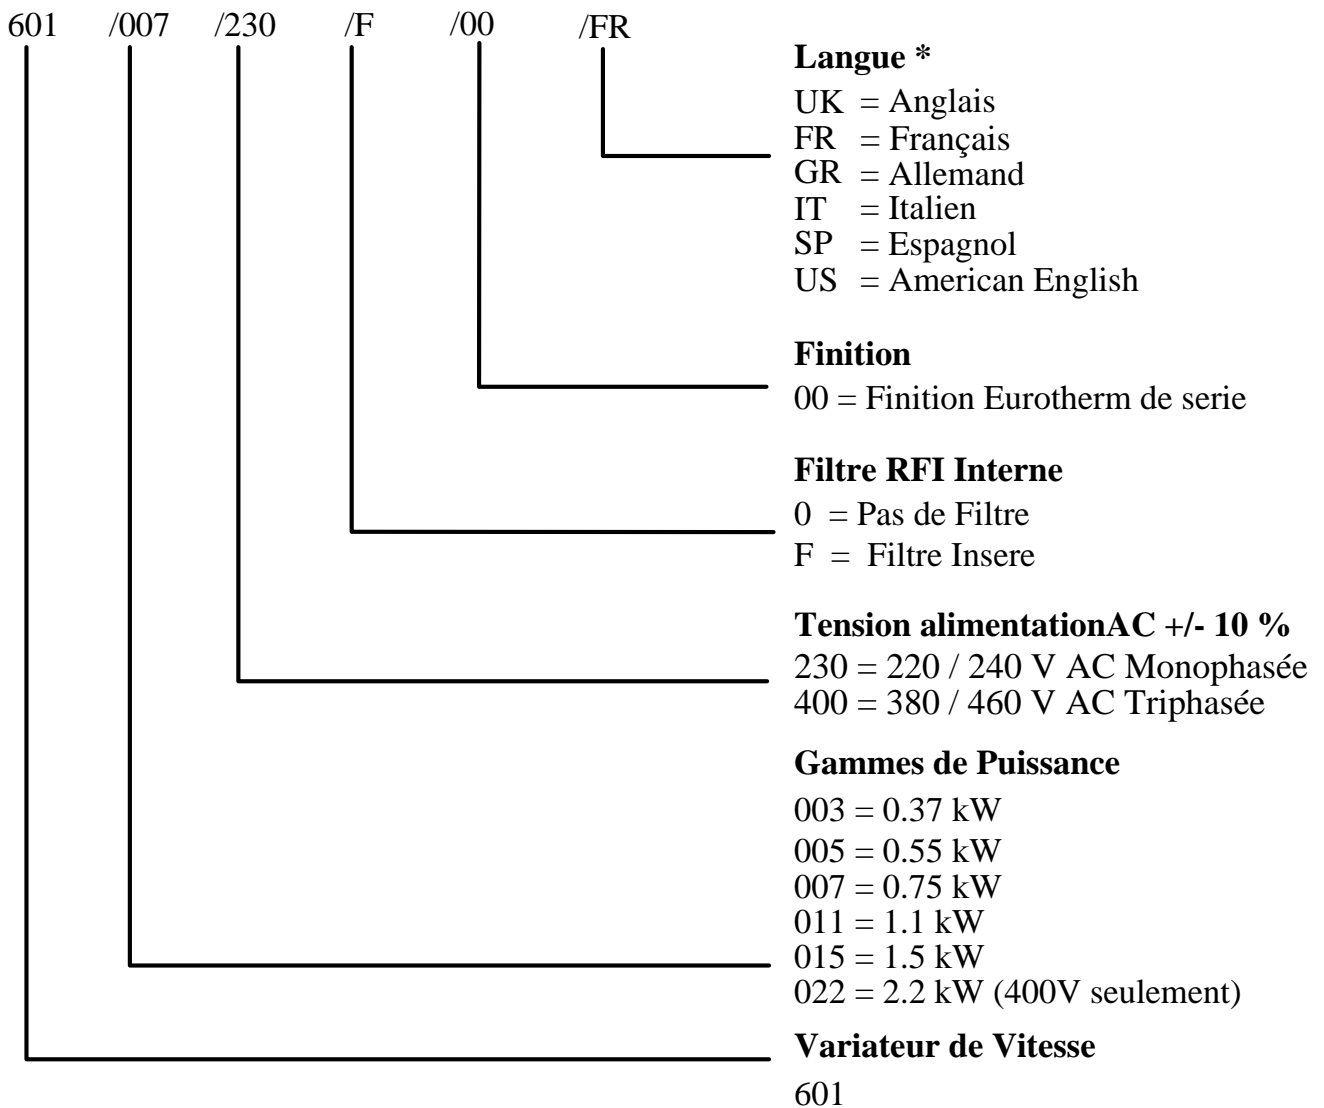 601 /007 /230 /F /00 /FR
Langue *
UK = Anglais
FR = Français
GR = Allemand
IT = Italien
SP = Espagnol
US = American English
Finition
00 = Finition Eurotherm de serie
Filtre RFI Interne
0 = Pas de Filtre
F = Filtre Insere
Tension alimentationAC +/- 10 %
230 = 220 / 240 V AC Monophasée
400 = 380 / 460 V AC Triphasée
Gammes de Puissance
003 = 0.37 kW
005 = 0.55 kW
007 = 0.75 kW
011 = 1.1 kW
015 = 1.5 kW
022 = 2.2 kW (400V seulement)
Variateur de Vitesse
601